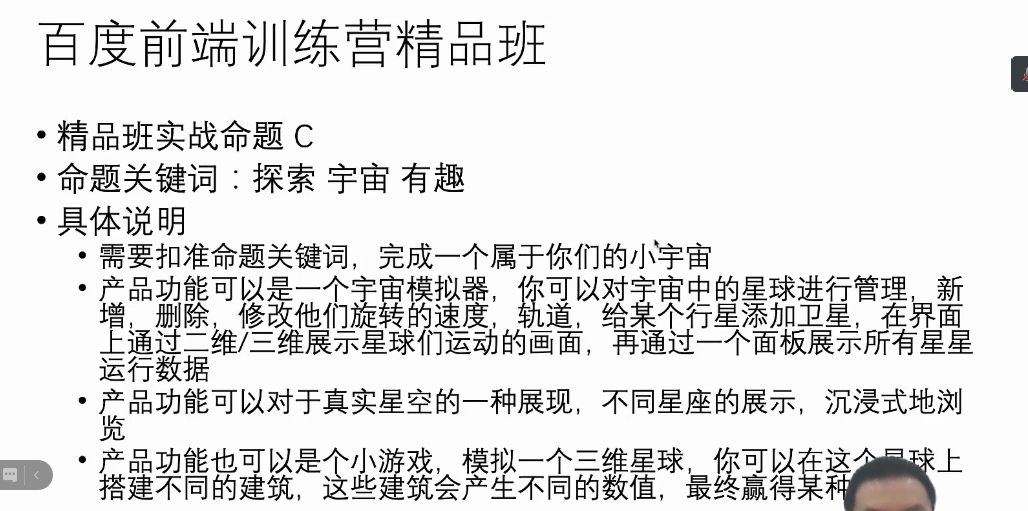 百度前端训练营精品班
• 精品班实战命题 C
• 命题关键词：探索 宇宙 有趣
• 具体说明
• 需要扣准命题关键词，完成一个属于你们的小宇宙
• 产品功能可以是一个宇宙模拟器，你可以对宇宙中的星球进行管理，新
增，删除，修改他们旋转的速度，轨道，给某个行星添加卫星，在界面
上通过二维/三维展示星球们运动的画面，再通过一个面板展示所有星星
运行数据
• 产品功能可以对于真实星空的一种展现，不同星座的展示，沉浸式地浏
览
• 产品功能也可以是个小游戏，模拟一个三维星球，你可以在这个星球上
搭建不同的建筑，这些建筑会产生不同的数值，最终赢得某种